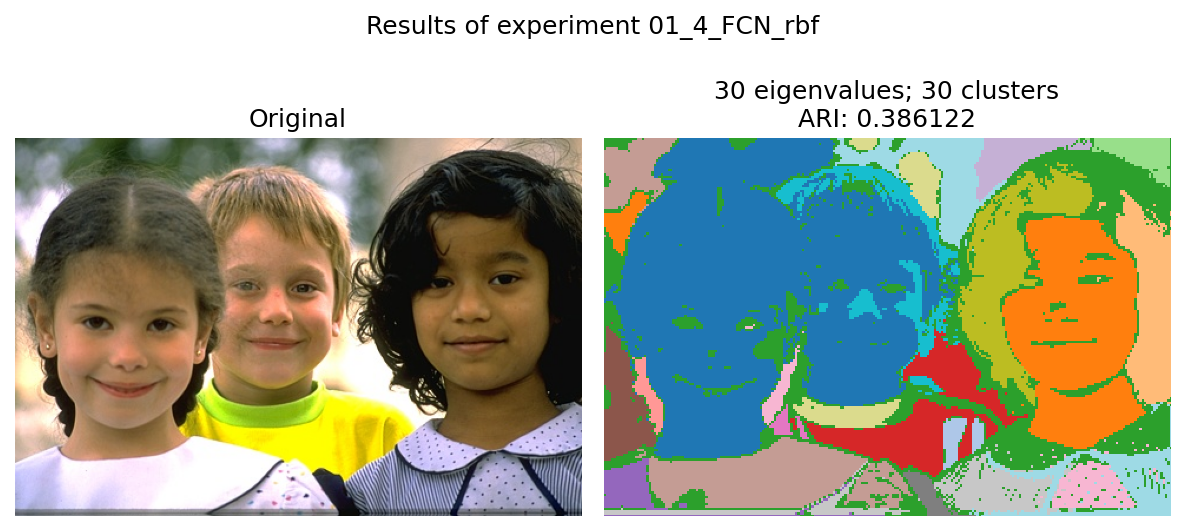 Results of experiment 01_4_FCN_rbf
Original
30 eigenvalues; 30 clusters
ARI: 0.386122